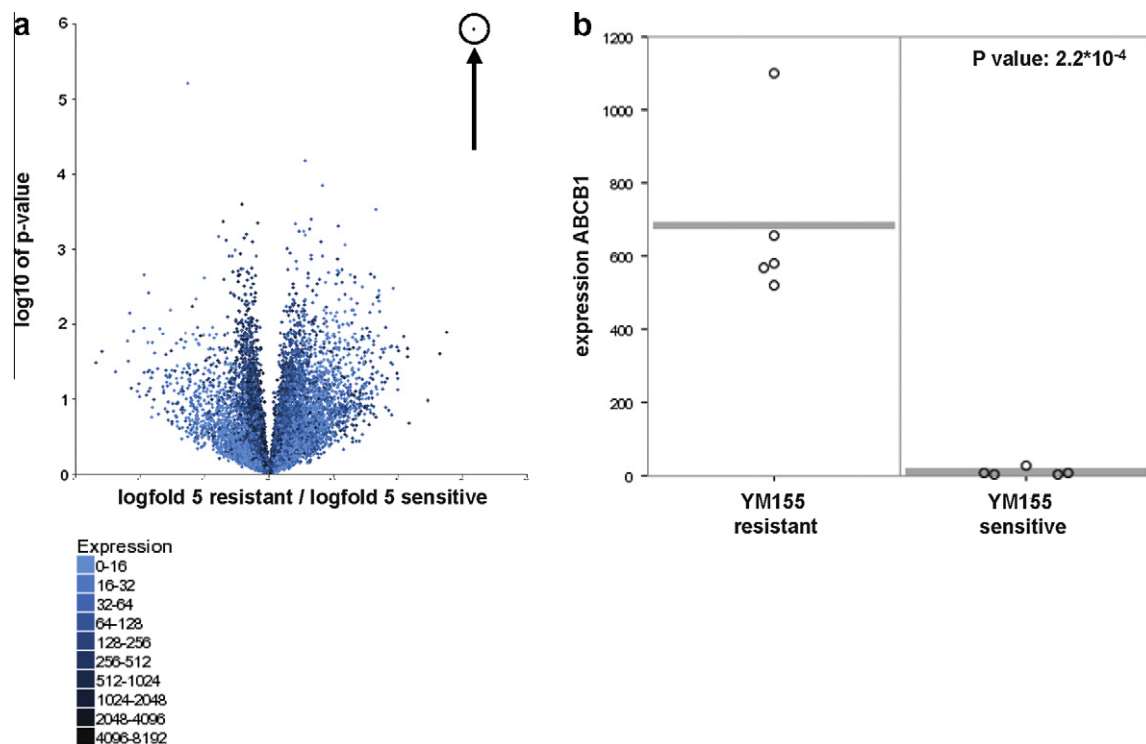 a
6
5
4
3
2
1
0
log10 of p-value
logfold 5 resistant / logfold 5 sensitive
Expression
0-16
16-32
32-64
64-128
128-256
256-512
512-1024
1024-2048
2048-4096
4096-8192
b
P value: 2.2*10⁻⁴
1200
1000
800
600
400
200
0
expression ABCB1
YM155
resistant
YM155
sensitive